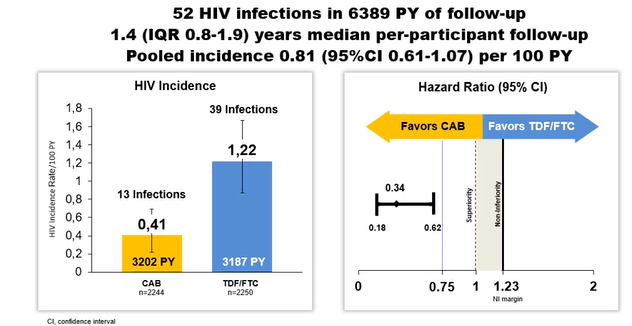 52 HIV infections in 6389 PY of follow-up
1.4 (IQR 0.8-1.9) years median per-participant follow-up
Pooled incidence 0.81 (95%CI 0.61-1.07) per 100 PY
HIV Incidence
HIV Incidence Rate/100 PY
1,8
1,6
1,4
1,2
1
0,8
0,6
0,4
0,2
0
39 Infections
1,22
13 Infections
0,41
3202 PY
3187 PY
CAB
n=2244
TDF/FTC
n=2250
Hazard Ratio (95% CI)
Favors CAB
Favors TDF/FTC
0.34
0.18
0.62
Superiority
Non-inferiority
0
0.75
1
1.23
2
NI margin
CI, confidence interval